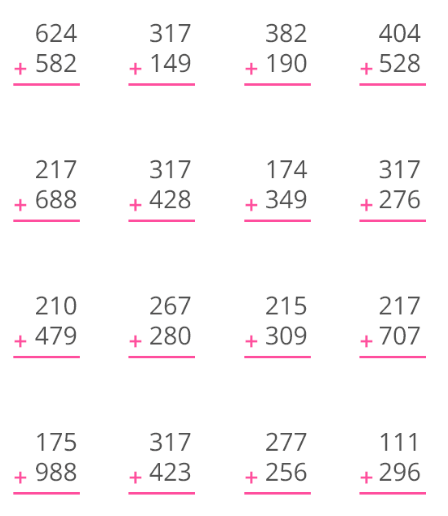 624 317 382 404
+ 582 + 149 + 190 + 528
217 317 174 317
+ 688 + 428 + 349 + 276
210 267 215 217
+ 479 + 280 + 309 + 707
175 317 277 111
+ 988 + 423 + 256 + 296